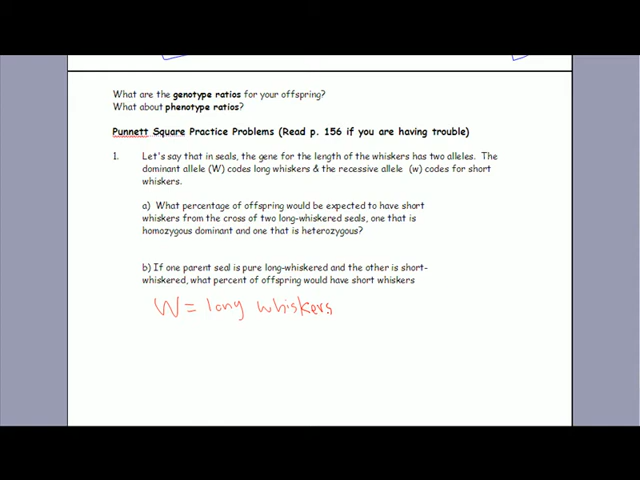 What are the genotype ratios for your offspring?
What about phenotype ratios?
Punnett Square Practice Problems (Read p. 156 if you are having trouble)
1. Let's say that in seals, the gene for the length of the whiskers has two alleles. The
dominant allele (W) codes long whiskers & the recessive allele (w) codes for short
whiskers.
a) What percentage of offspring would be expected to have short
whiskers from the cross of two long-whiskered seals, one that is
homozygous dominant and one that is heterozygous?
b) If one parent seal is pure long-whiskered and the other is short-
whiskered, what percent of offspring would have short whiskers
W = long whiskers